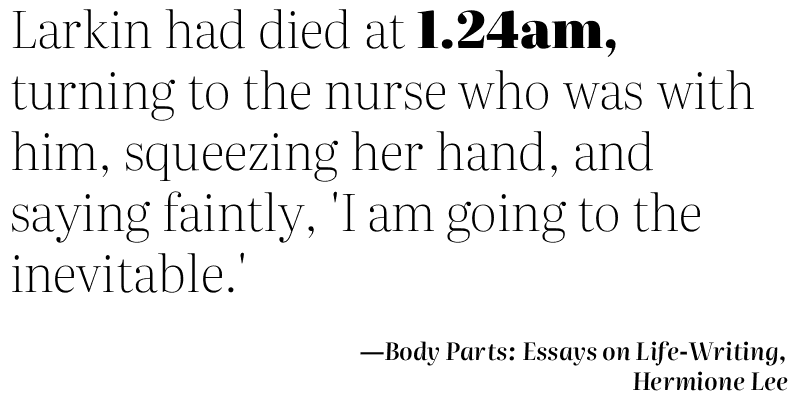 Larkin had died at 1.24am,
turning to the nurse who was with
him, squeezing her hand, and
saying faintly, 'I am going to the
inevitable.'
—Body Parts: Essays on Life-Writing,
Hermione Lee